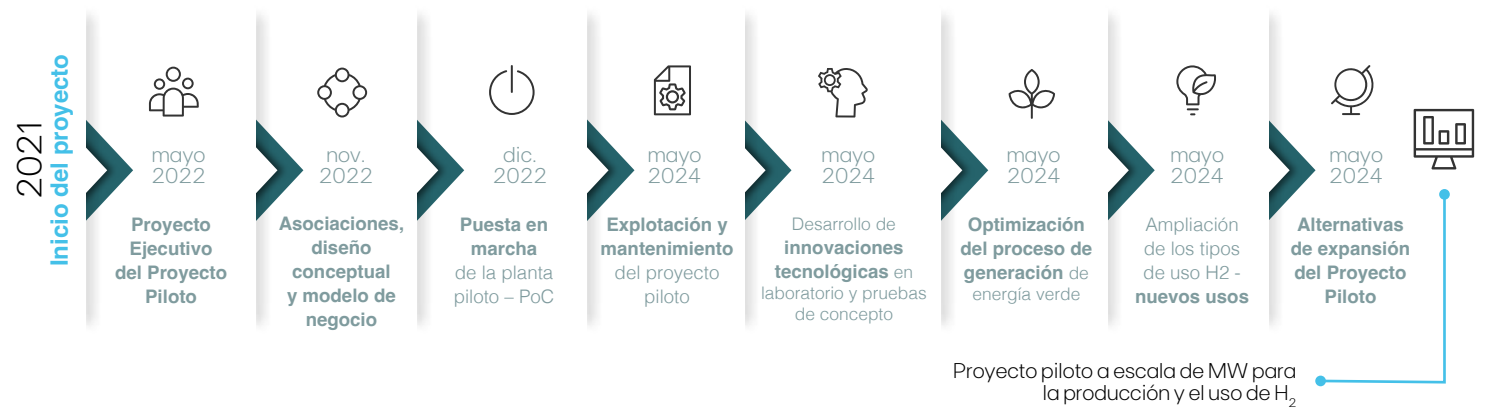 2021
Inicio del proyecto
mayo
2022
Proyecto
Ejecutivo
del Proyecto
Piloto
nov.
2022
Asociaciones,
diseño
conceptual
y modelo de
negocio
dic.
2022
Puesta en
marcha
de la planta
piloto – PoC
mayo
2024
Explotación y
mantenimiento
del proyecto
piloto
mayo
2024
Desarrollo de
innovaciones
tecnológicas en
laboratorio y pruebas
de concepto
mayo
2024
Optimización
del proceso de
generación de
energía verde
mayo
2024
Ampliación
de los tipos
de uso H2 -
nuevos usos
mayo
2024
Alternativas
de expansión
del Proyecto
Piloto
Proyecto piloto a escala de MW para
la producción y el uso de H₂